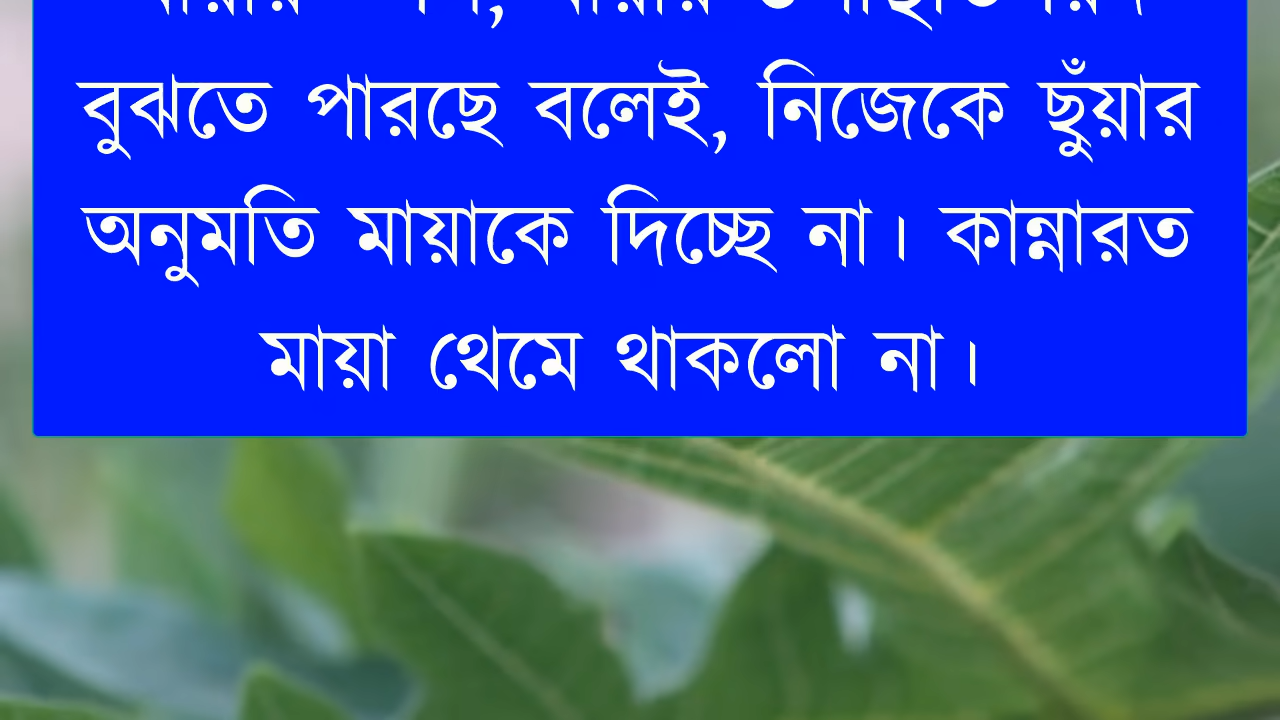 বুঝতে পারছে বলেই, নিজেকে ছুঁয়ার
অনুমতি মায়াকে দিচ্ছে না। কান্নারত
মায়া থেমে থাকলো না।